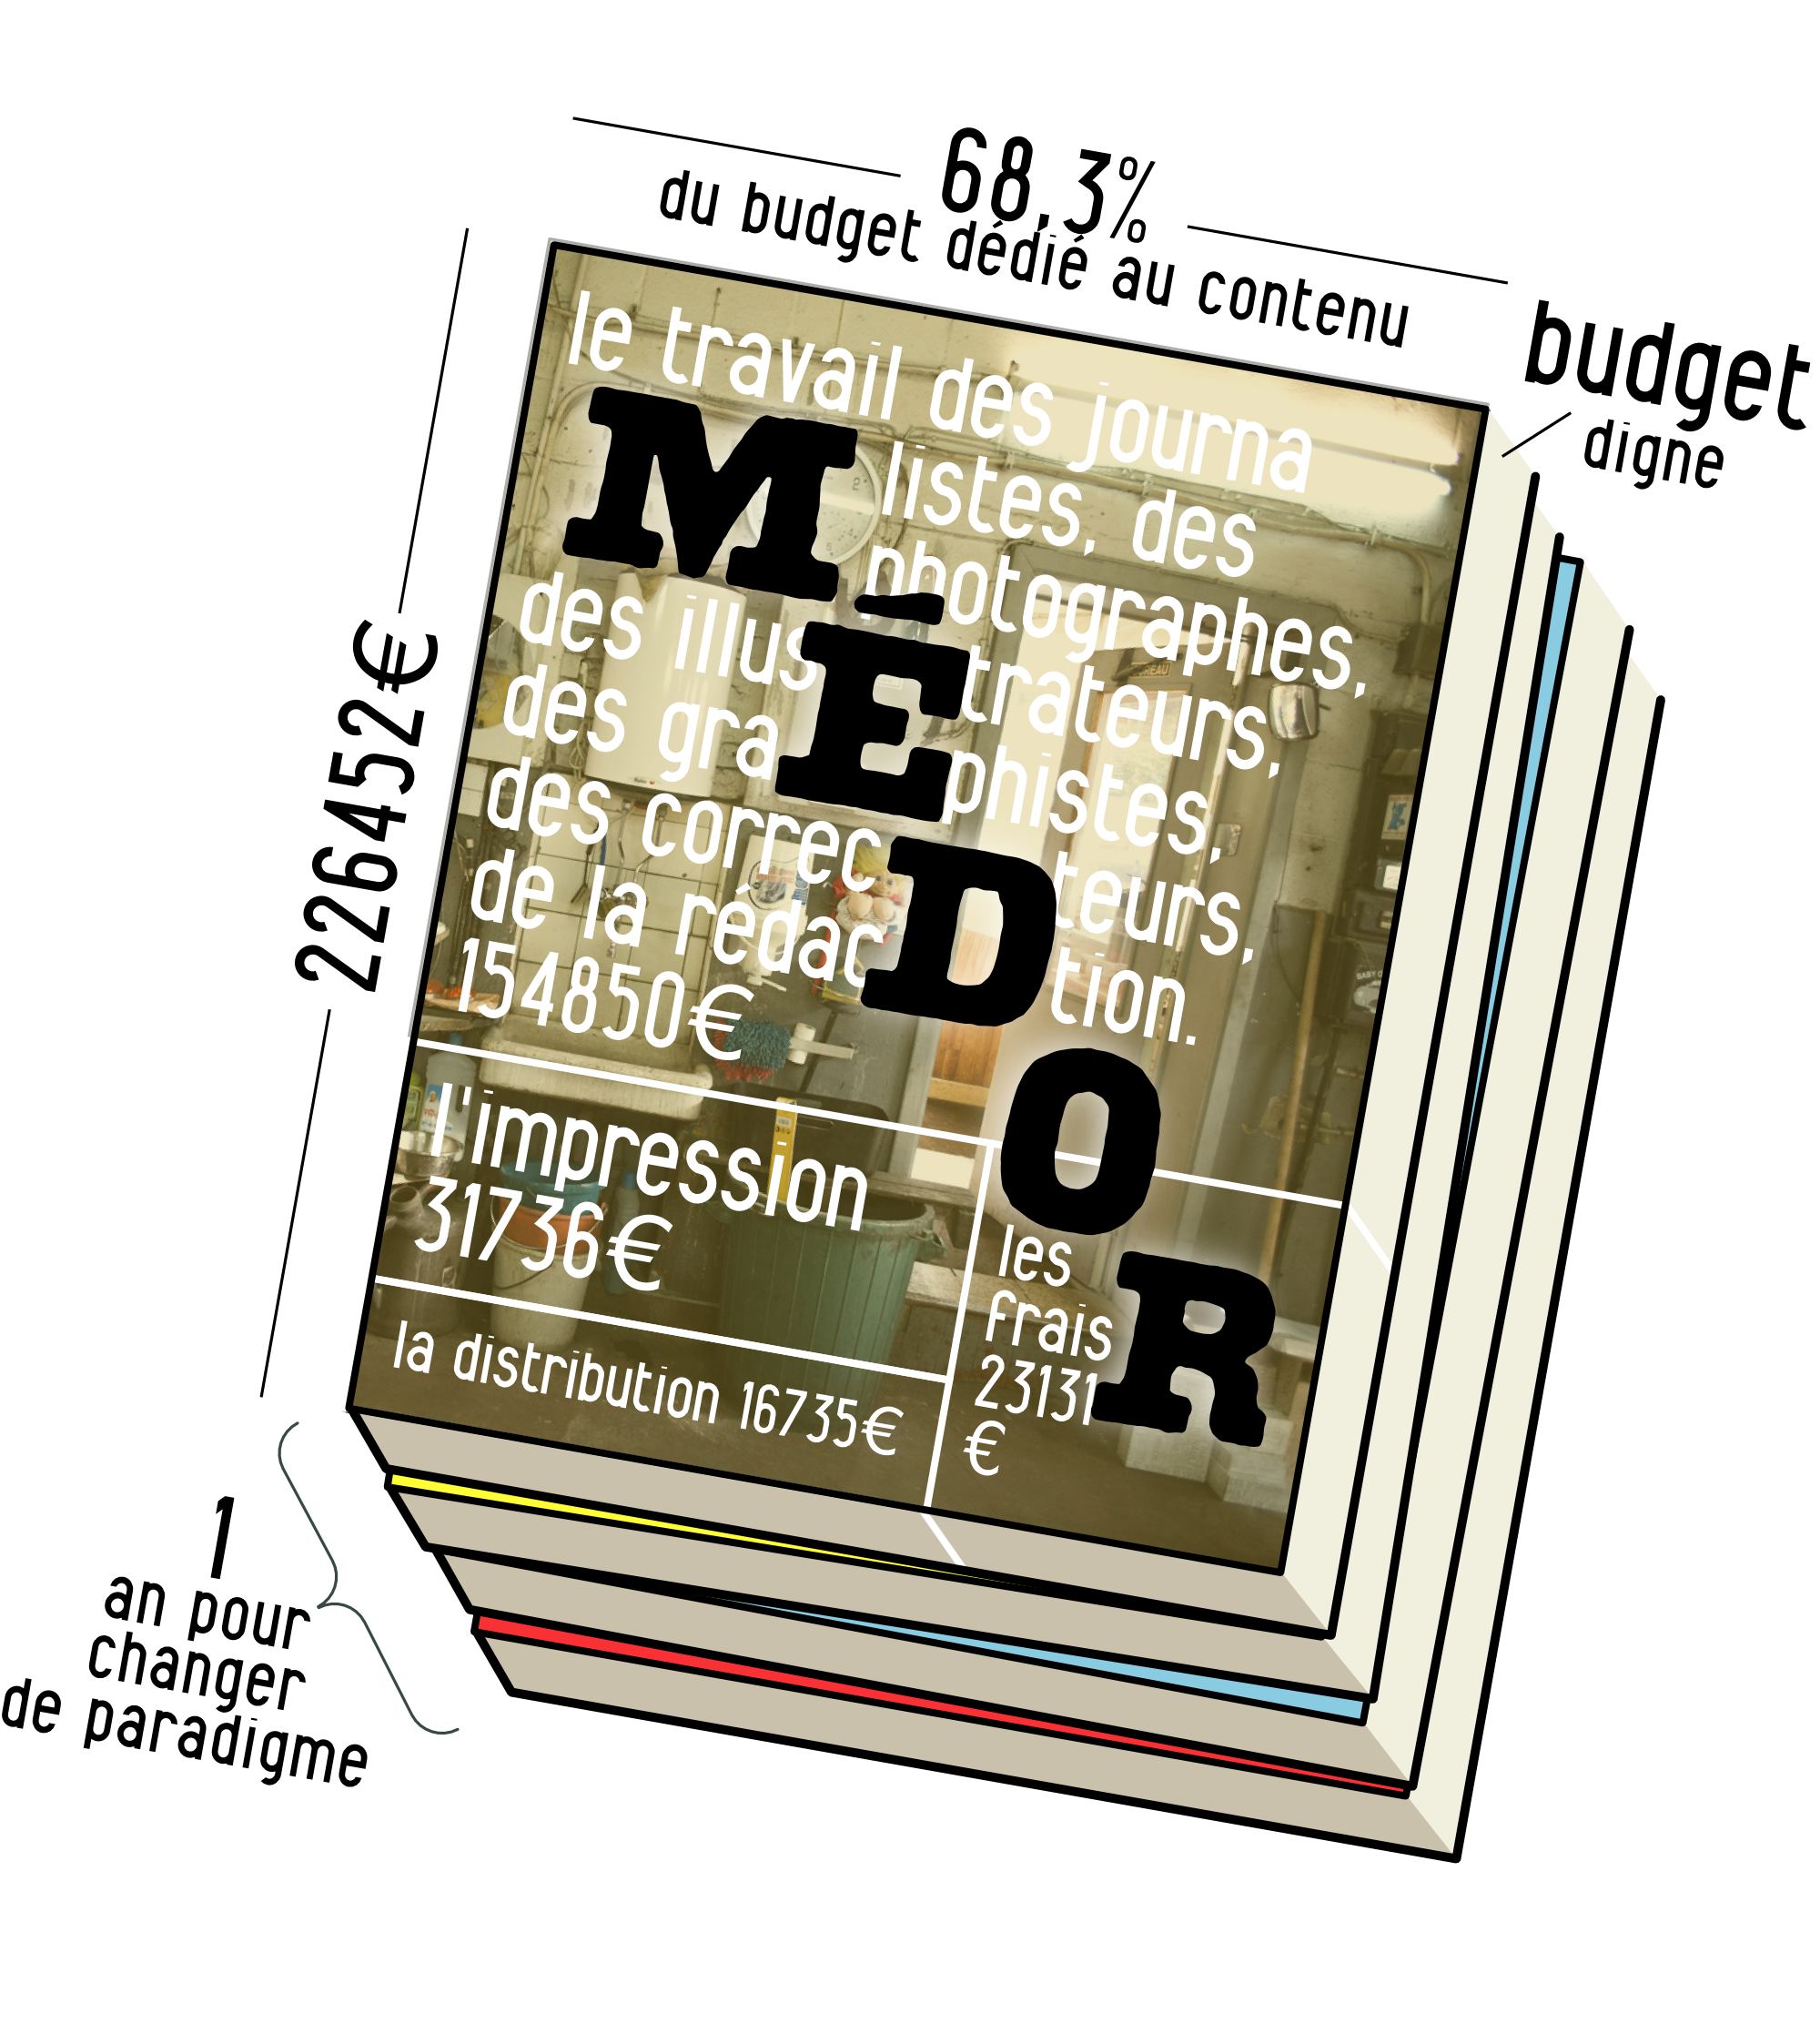 68,3%
du budget dédié au contenu
budget
digne
226452€
le travail des journa
listes, des
photographes,
des illustrateurs,
des graphistes,
des correcteurs,
de la rédaction.
154850€
MÉDOR
l'impression
31736€
les
frais
23131
€
la distribution 16735€
1
an pour
changer
de paradigme